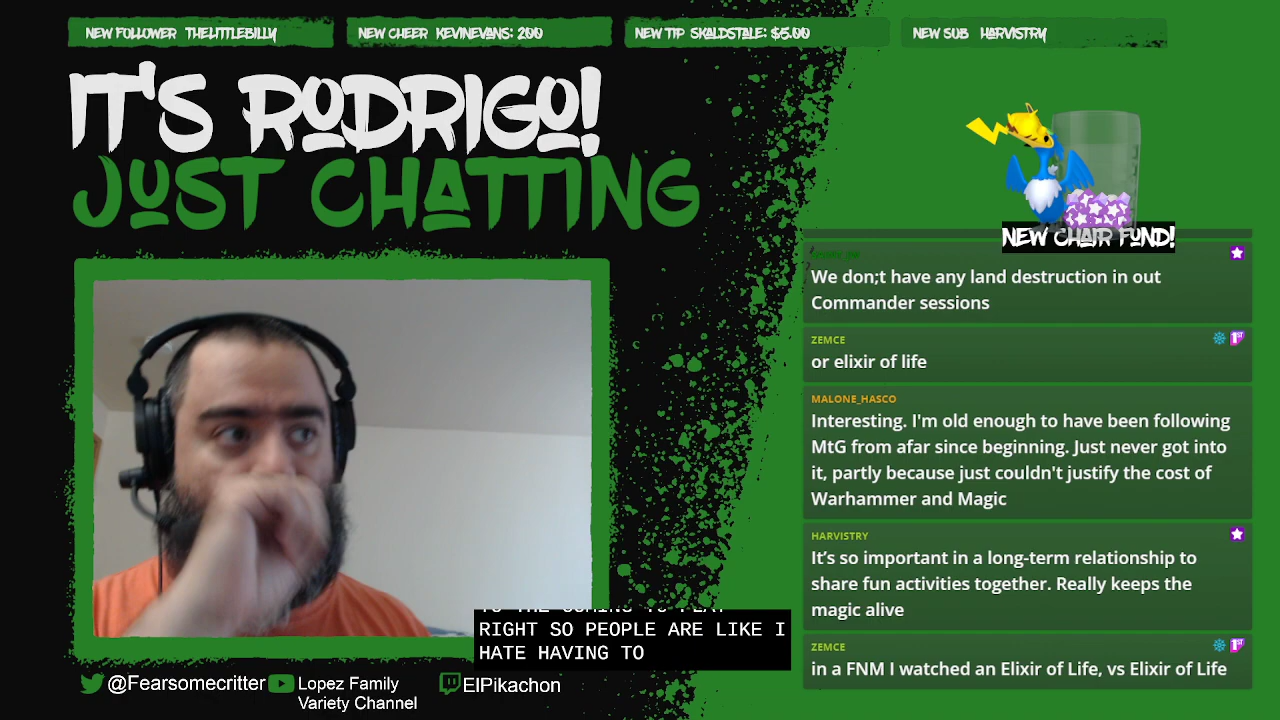 NEW FOLLOWER THELITTLEBILLY
NEW CHEER KEVINEVANS: 200
NEW TIP SKALDSTALE: $5.00
NEW SUB HARVISTRY
IT'S RODRIGO!
JUST CHATTING
NEW CHAIR FUND!
We don;t have any land destruction in out
Commander sessions
ZEMCE
or elixir of life
MALONE_HASCO
Interesting. I'm old enough to have been following
MtG from afar since beginning. Just never got into
it, partly because just couldn't justify the cost of
Warhammer and Magic
HARVISTRY
It's so important in a long-term relationship to
share fun activities together. Really keeps the
magic alive
ZEMCE
in a FNM I watched an Elixir of Life, vs Elixir of Life
RIGHT SO PEOPLE ARE LIKE I
HATE HAVING TO
@Fearsomecritter
Lopez Family
Variety Channel
ElPikachon